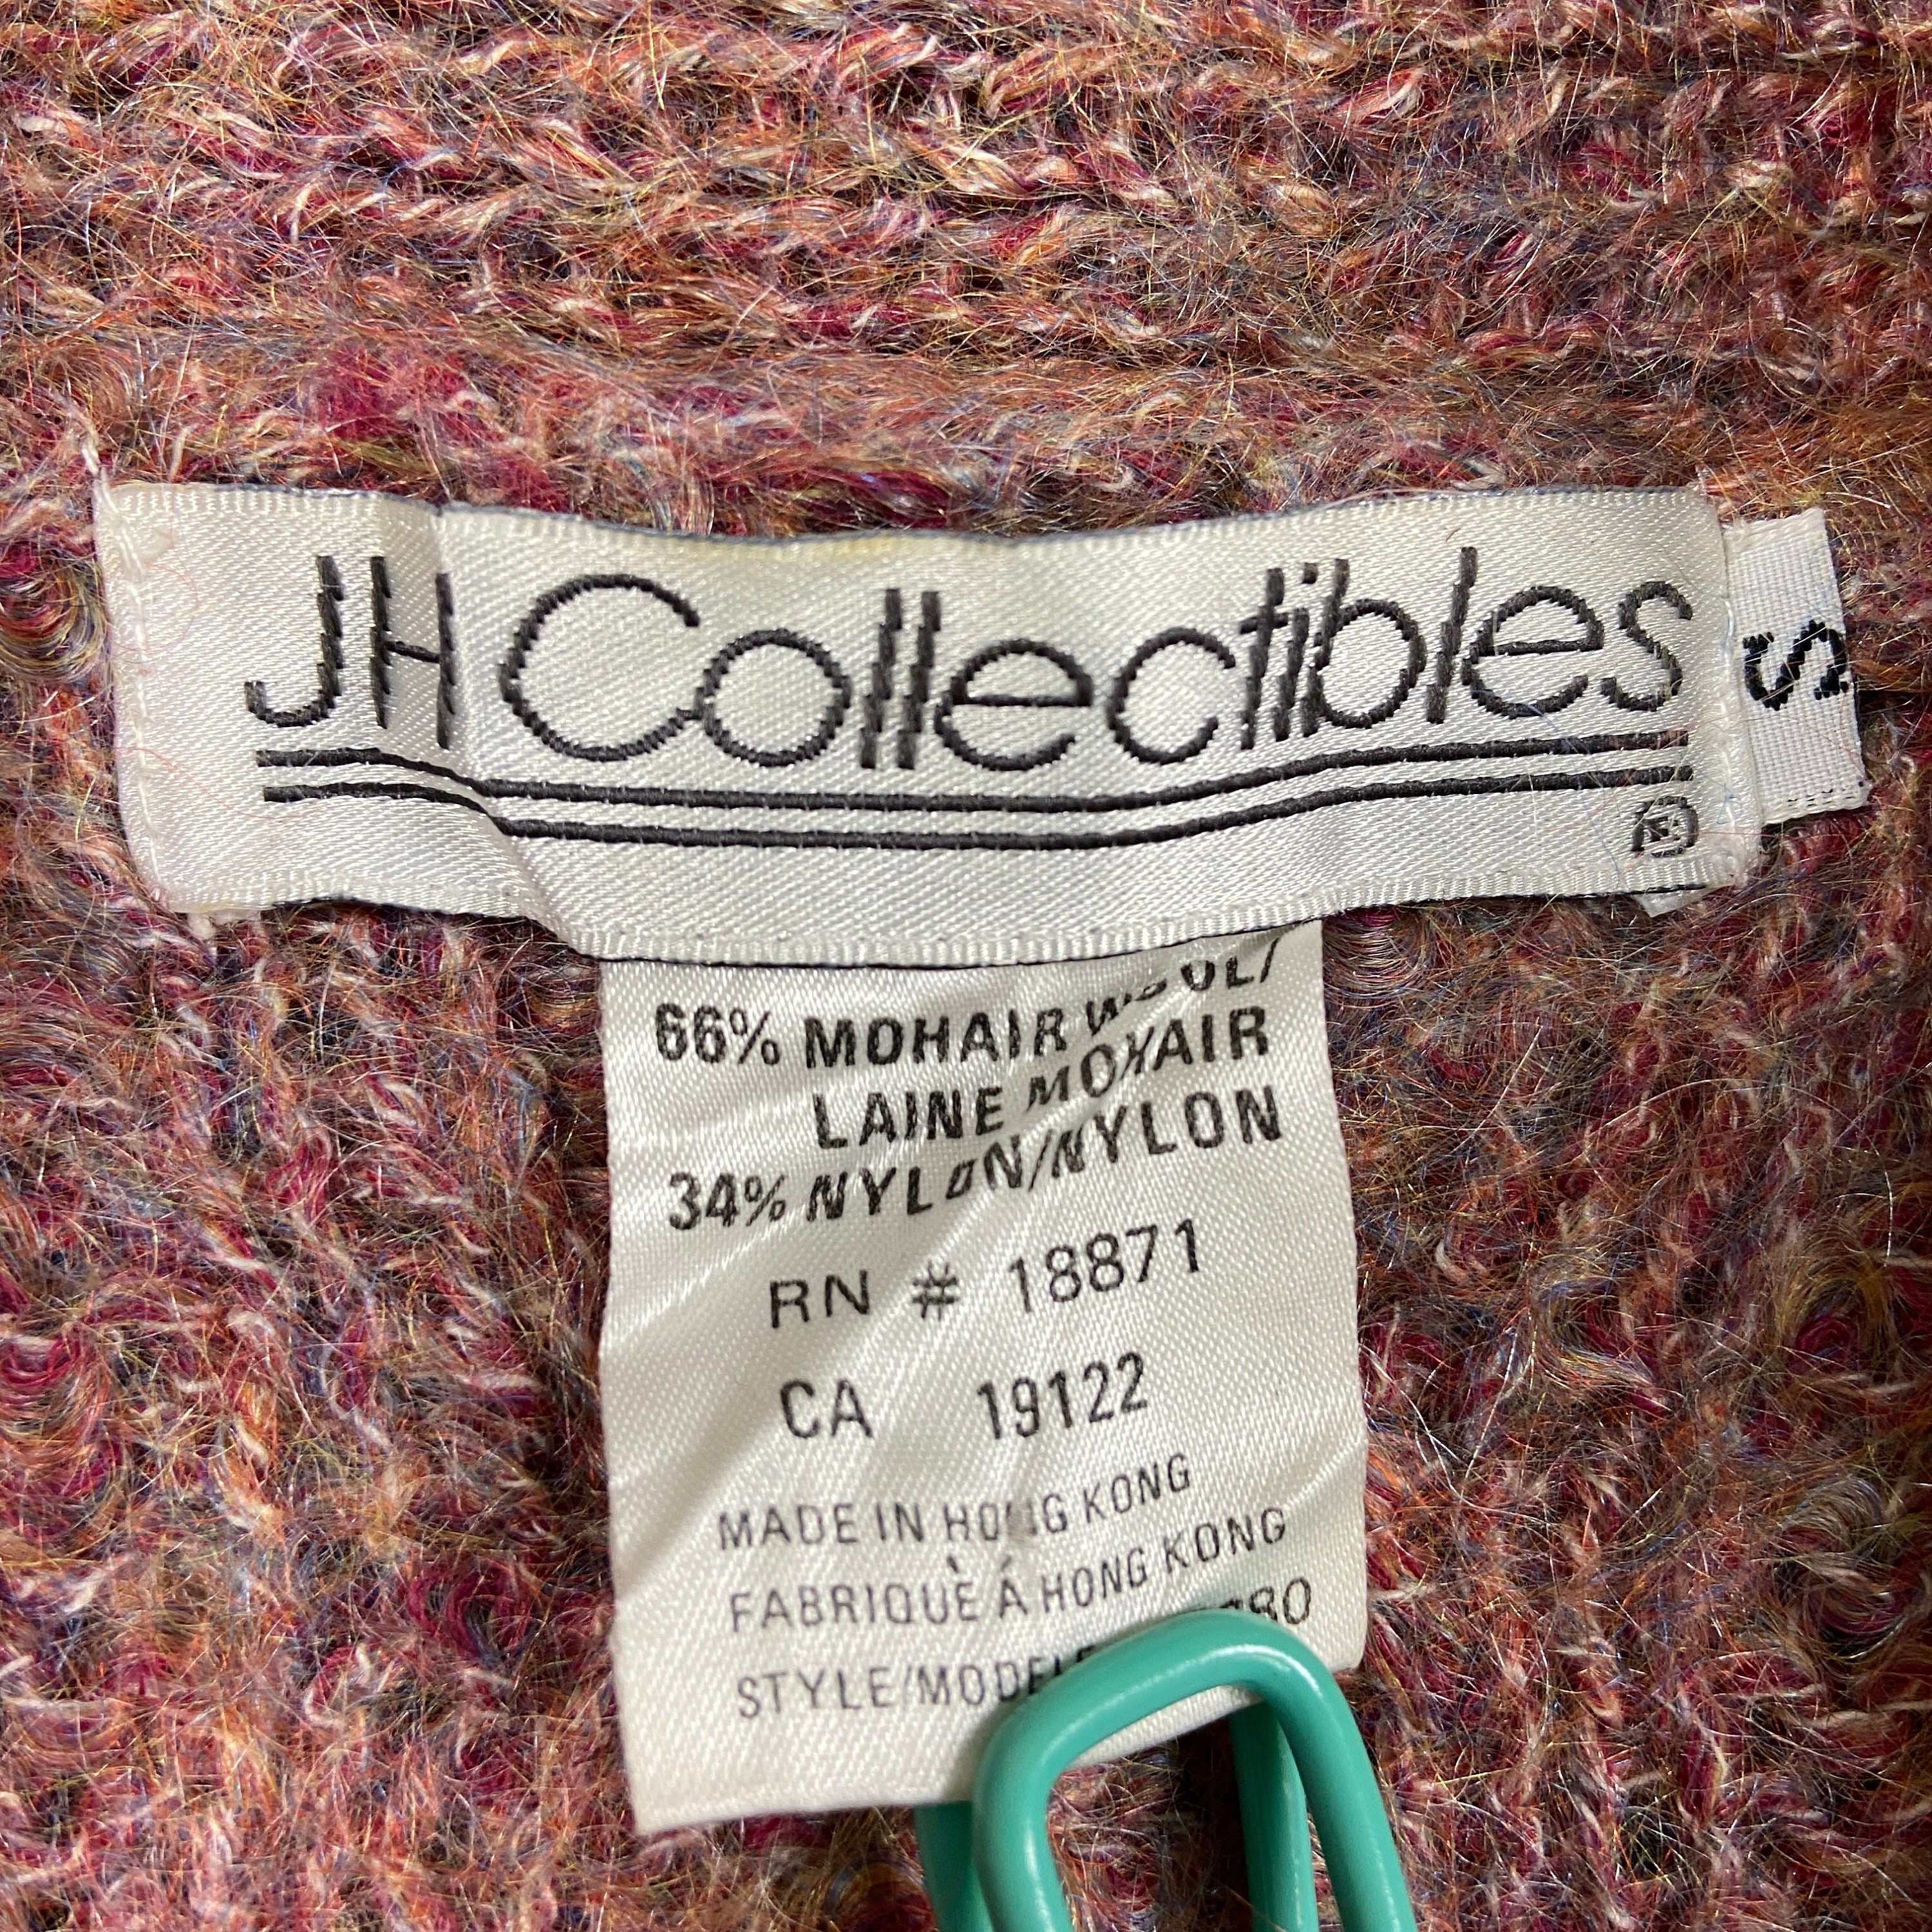 JH Collectibles
®
S
66% MOHAIR WOOL/
LAINE MOHAIR
34% NYLON/NYLON
RN # 18871
CA 19122
MADE IN HONG KONG
FABRIQUÈ Á HONG KONG
STYLE/MODELE